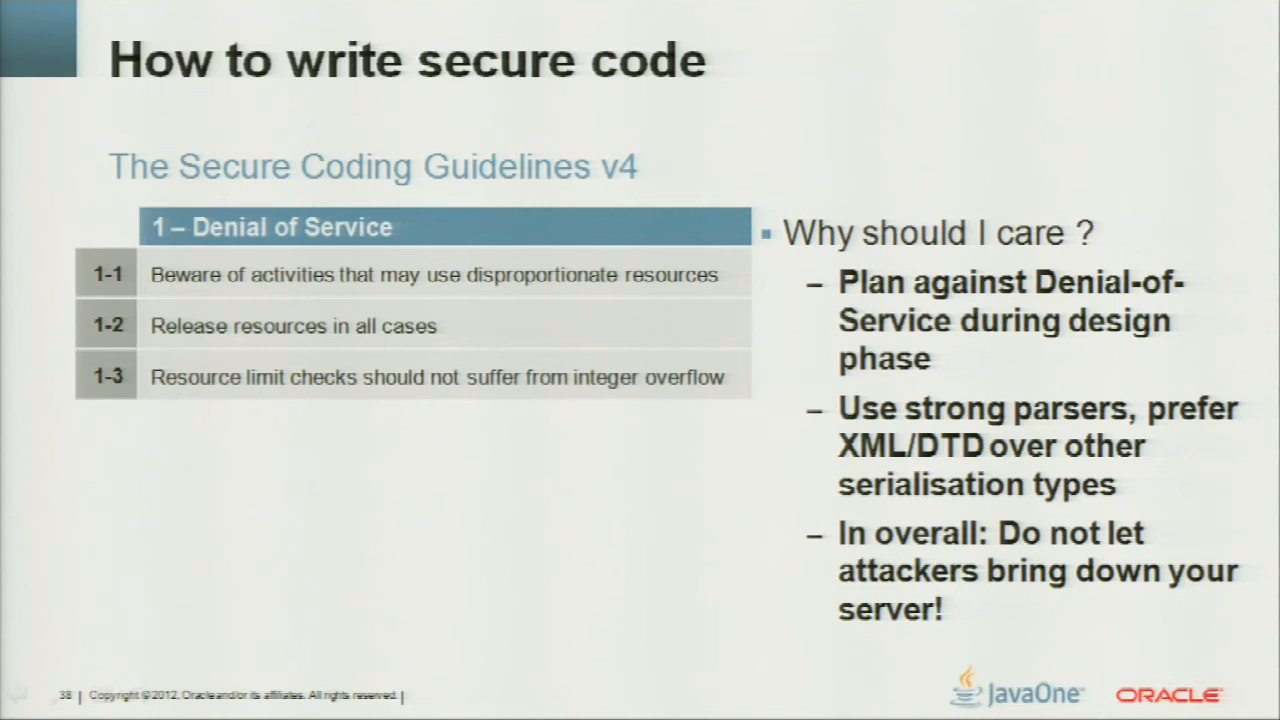 How to write secure code
The Secure Coding Guidelines v4
1 – Denial of Service
1-1 Beware of activities that may use disproportionate resources
1-2 Release resources in all cases
1-3 Resource limit checks should not suffer from integer overflow
▪ Why should I care ?
– Plan against Denial-of-
Service during design
phase
– Use strong parsers, prefer
XML/DTD over other
serialisation types
– In overall: Do not let
attackers bring down your
server!
38 | Copyright © 2012, Oracle and/or its affiliates. All rights reserved. |
JavaOne
ORACLE